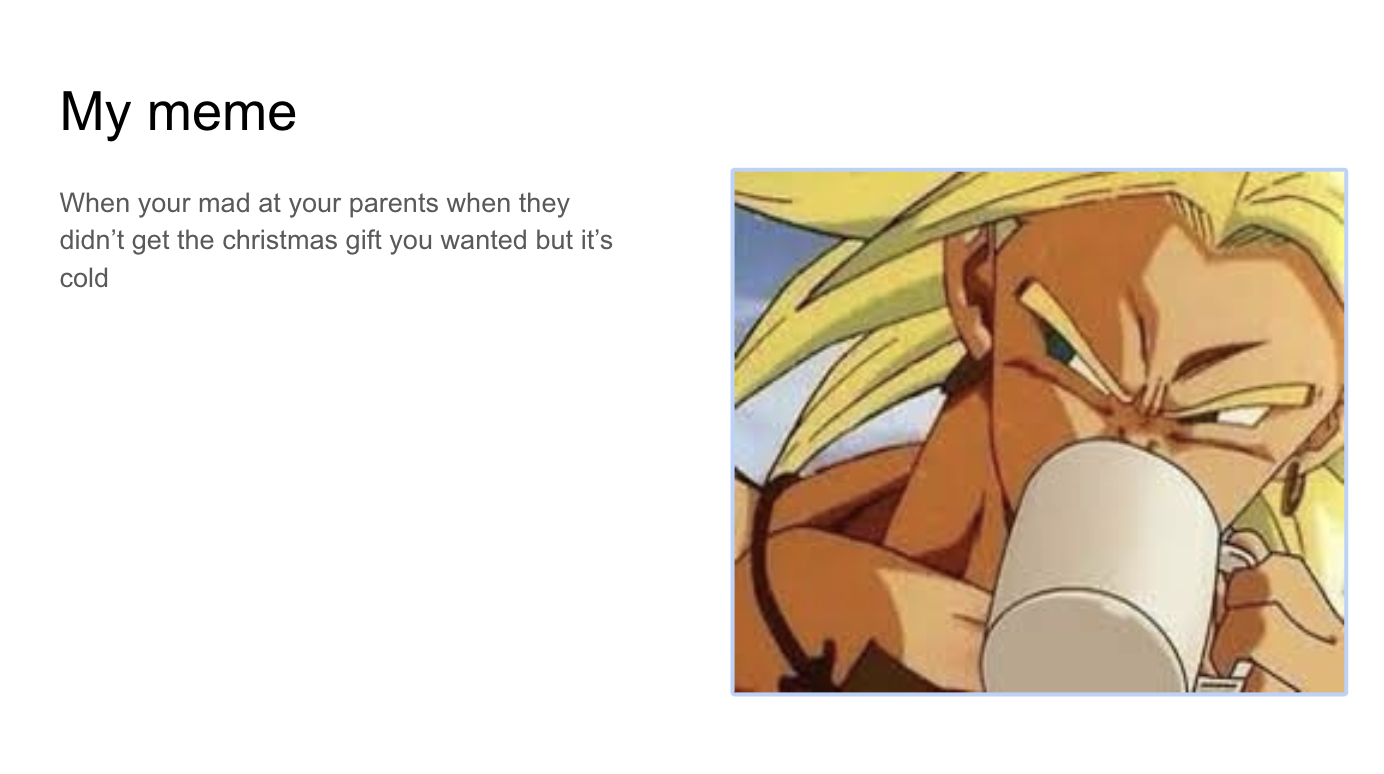 My meme
When your mad at your parents when they
didn’t get the christmas gift you wanted but it’s
cold